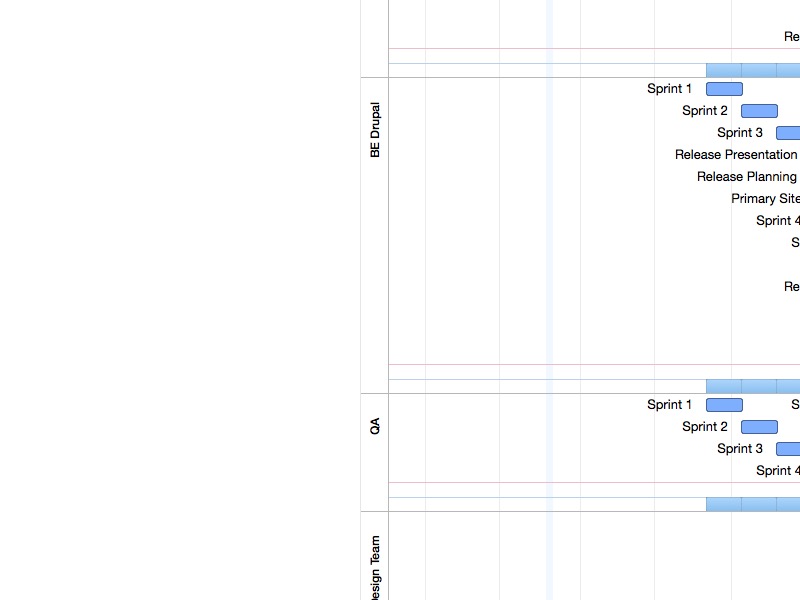 Re
BE Drupal
Sprint 1
Sprint 2
Sprint 3
Release Presentation
Release Planning
Primary Site
Sprint 4
S
Re
QA
Sprint 1
S
Sprint 2
Sprint 3
Sprint 4
esign Team